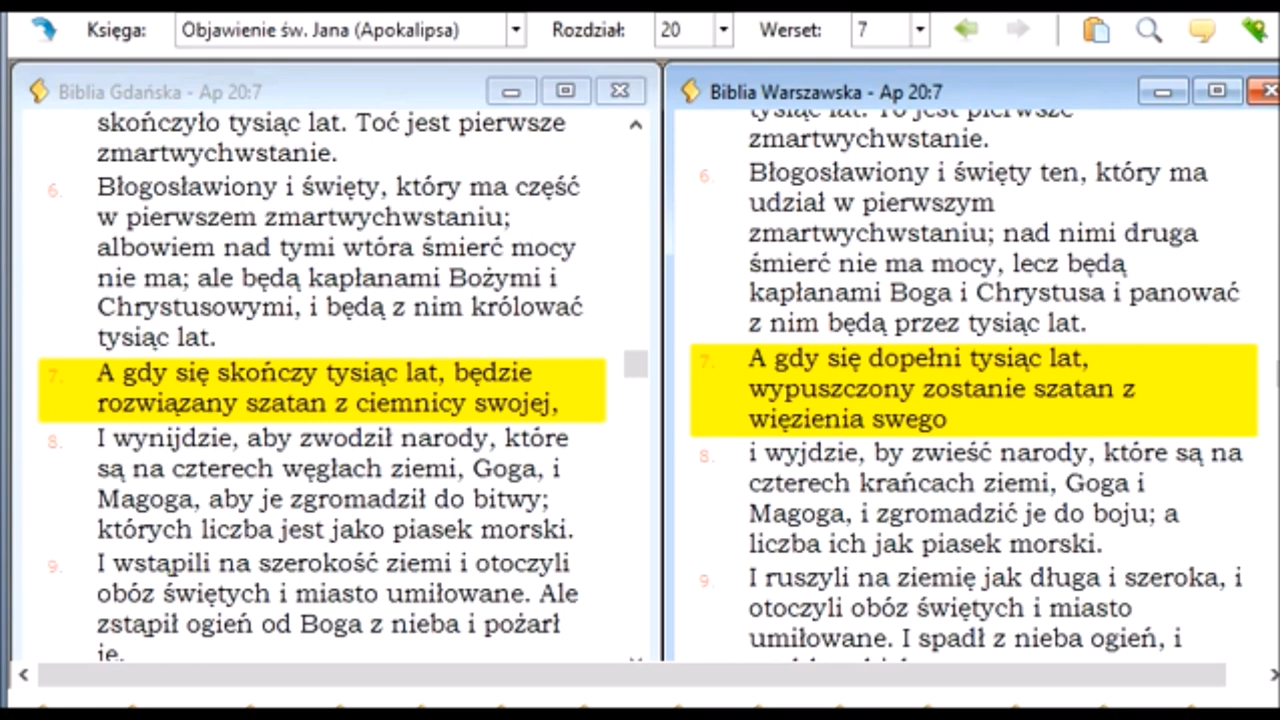 Księga: Objawienie św. Jana (Apokalipsa) Rozdział: 20 Werset: 7
Biblia Gdańska - Ap 20:7
skończyło tysiąc lat. Toć jest pierwsze
zmartwychwstanie.
6. Błogosławiony i święty, który ma część
w pierwszem zmartwychwstaniu;
albowiem nad tymi wtóra śmierć mocy
nie ma; ale będą kapłanami Bożymi i
Chrystusowymi, i będą z nim królować
tysiąc lat.
7. A gdy się skończy tysiąc lat, będzie
rozwiązany szatan z ciemnicy swojej,
8. I wynijdzie, aby zwodził narody, które
są na czterech węgłach ziemi, Goga, i
Magoga, aby je zgromadził do bitwy;
których liczba jest jako piasek morski.
9. I wstąpili na szerokość ziemi i otoczyli
obóz świętych i miasto umiłowane. Ale
zstąpił ogień od Boga z nieba i pożarł
je.
Biblia Warszawska - Ap 20:7
tysiąc lat. To jest pierwsze
zmartwychwstanie.
6. Błogosławiony i święty ten, który ma
udział w pierwszym
zmartwychwstaniu; nad nimi druga
śmierć nie ma mocy, lecz będą
kapłanami Boga i Chrystusa i panować
z nim będą przez tysiąc lat.
7. A gdy się dopełni tysiąc lat,
wypuszczony zostanie szatan z
więzienia swego
8. i wyjdzie, by zwieść narody, które są na
czterech krańcach ziemi, Goga i
Magoga, i zgromadzić je do boju; a
liczba ich jak piasek morski.
9. I ruszyli na ziemię jak długa i szeroka, i
otoczyli obóz świętych i miasto
umiłowane. I spadł z nieba ogień, i